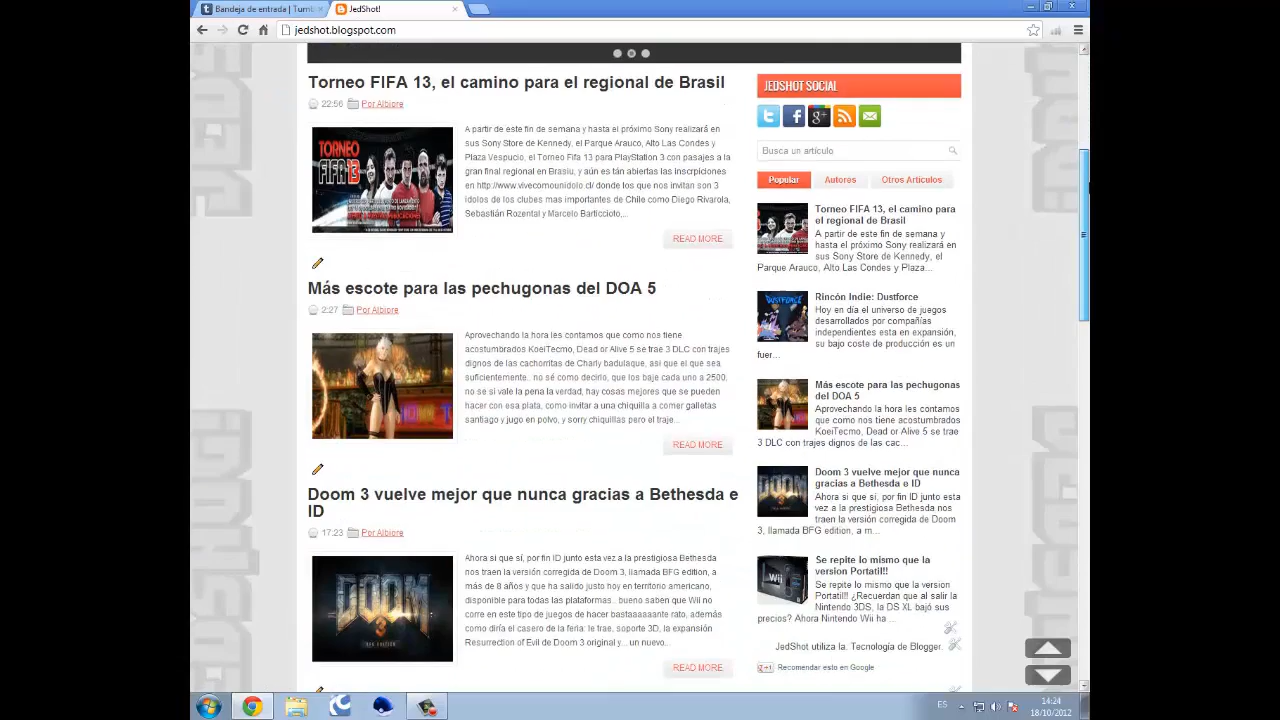 Bandeja de entrada | Tumb
JedShot!
jedshot.blogspot.com
Torneo FIFA 13, el camino para el regional de Brasil
22:56 Por Albiore
TORNEO
FIFA 13
A partir de este fin de semana y hasta el próximo Sony realizará en
sus Sony Store de Kennedy, el Parque Arauco, Alto Las Condes y
Plaza Vespucio, el Torneo Fifa 13 para PlayStation 3 con pasajes a la
gran final regional en Brasiu, y aún es tán abiertas las inscripciones
en http://www.vivecomounidolo.cl/ donde los que nos invitan son 3
ídolos de los clubes mas importantes de Chile como Diego Rivarola,
Sebastián Rozental y Marcelo Barticcioto,..
READ MORE
Más escote para las pechugonas del DOA 5
2:27 Por Albiore
Aprovechando la hora les contamos que como nos tiene
acostumbrados KoeiTecmo, Dead or Alive 5 se trae 3 DLC con trajes
dignos de las cachorritas de Charly badulaque, asi que el que sea
suficientemente.. no sé como decirlo, que los baje cada uno a 2500,
no se si vale la pena la verdad, hay cosas mejores que se pueden
hacer con esa plata, como invitar a una chiquilla a comer galletas
santiago y jugo en polvo, y sorry chiquillas pero el traje...
READ MORE
Doom 3 vuelve mejor que nunca gracias a Bethesda e
ID
17:23 Por Albiore
DOOM
3
BFG EDITION
Ahora si que sí, por fin ID junto esta vez a la prestigiosa Bethesda
nos traen la versión corregida de Doom 3, llamada BFG edition, a
más de 8 años y que ha salido justo hoy en territorio americano,
disponible para todas las plataformas.. bueno saben que Wii no
corre en este tipo de juegos de hacer bastaaaaaante rato, además
como diría el casero de la feria: le trae, soporte 3D, la expansión
Resurrection of Evil de Doom 3 original y... un nuevo...
READ MORE
JEDSHOT SOCIAL
Busca un artículo
Popular Autores Otros Artículos
Torneo FIFA 13, el camino para
el regional de Brasil
A partir de este fin de semana y
hasta el próximo Sony realizará
en sus Sony Store de Kennedy, el
Parque Arauco, Alto Las Condes y Plaza...
DUSTFORCE
Rincón Indie: Dustforce
Hoy en día el universo de juegos
desarrollados por compañías
independientes esta en expansión,
su bajo coste de producción es un
fuer...
Más escote para las pechugonas
del DOA 5
Aprovechando la hora les contamos
que como nos tiene acostumbrados
KoeiTecmo, Dead or Alive 5 se trae
3 DLC con trajes dignos de las cac...
DOOM
Doom 3 vuelve mejor que nunca
gracias a Bethesda e ID
Ahora si que sí, por fin ID junto esta
vez a la prestigiosa Bethesda nos
traen la versión corregida de Doom
3, llamada BFG edition, a m...
Wii
Se repite lo mismo que la
version Portatil!!
Se repite lo mismo que la version
Portatil!! ¿Recuerdan que al salir la
Nintendo 3DS, la DS XL bajó sus
precios? Ahora Nintendo Wii ha ...
JedShot utiliza la. Tecnología de Blogger.
+1 Recomendar esto en Google
ES
14:24
18/10/2012